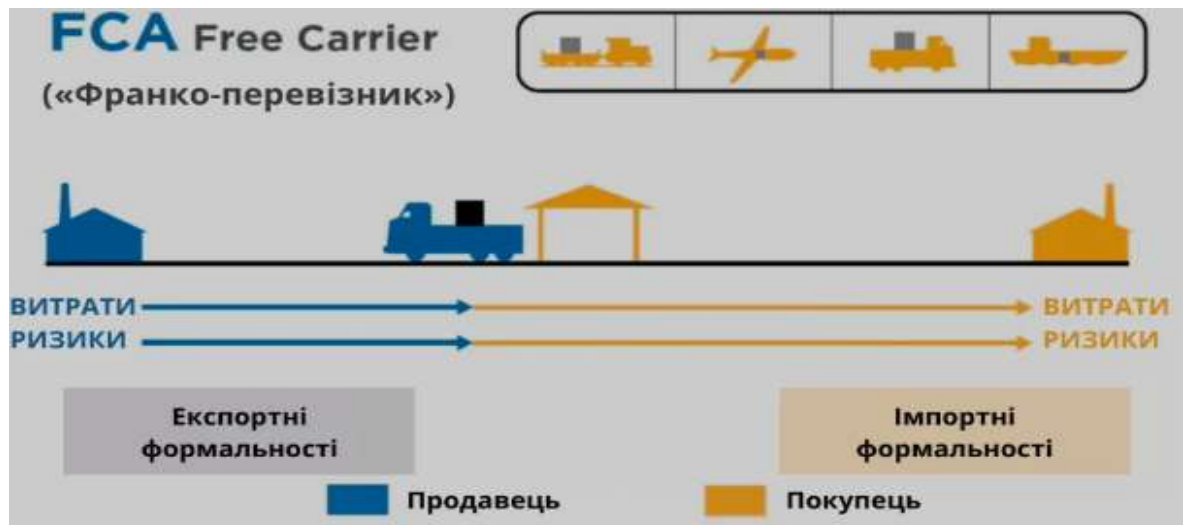 FCA Free Carrier
(«Франко-перевізник»)
ВИТРАТИ ВИТРАТИ
РИЗИКИ РИЗИКИ
Експортні
формальності
Імпортні
формальності
Продавець Покупець